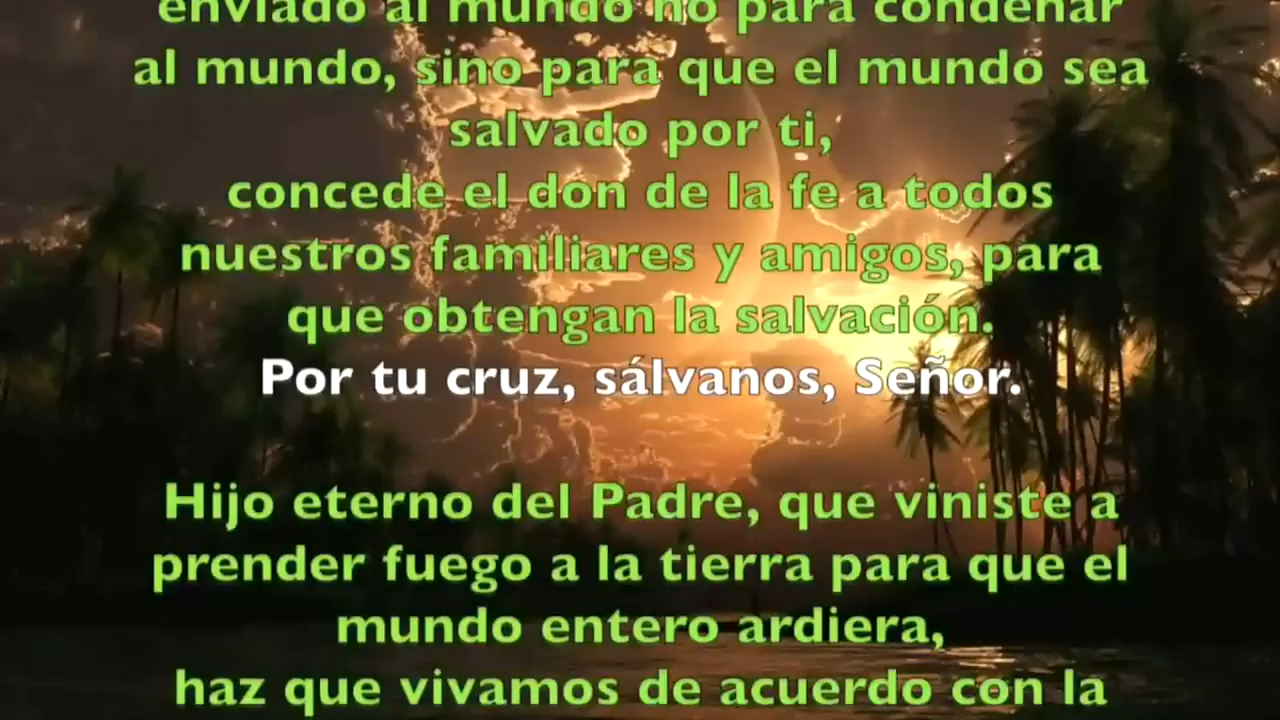 enviado al mundo no para condenar
al mundo, sino para que el mundo sea
salvado por ti,
concede el don de la fe a todos
nuestros familiares y amigos, para
que obtengan la salvación.
Por tu cruz, sálvanos, Señor.
Hijo eterno del Padre, que viniste a
prender fuego a la tierra para que el
mundo entero ardiera,
haz que vivamos de acuerdo con la